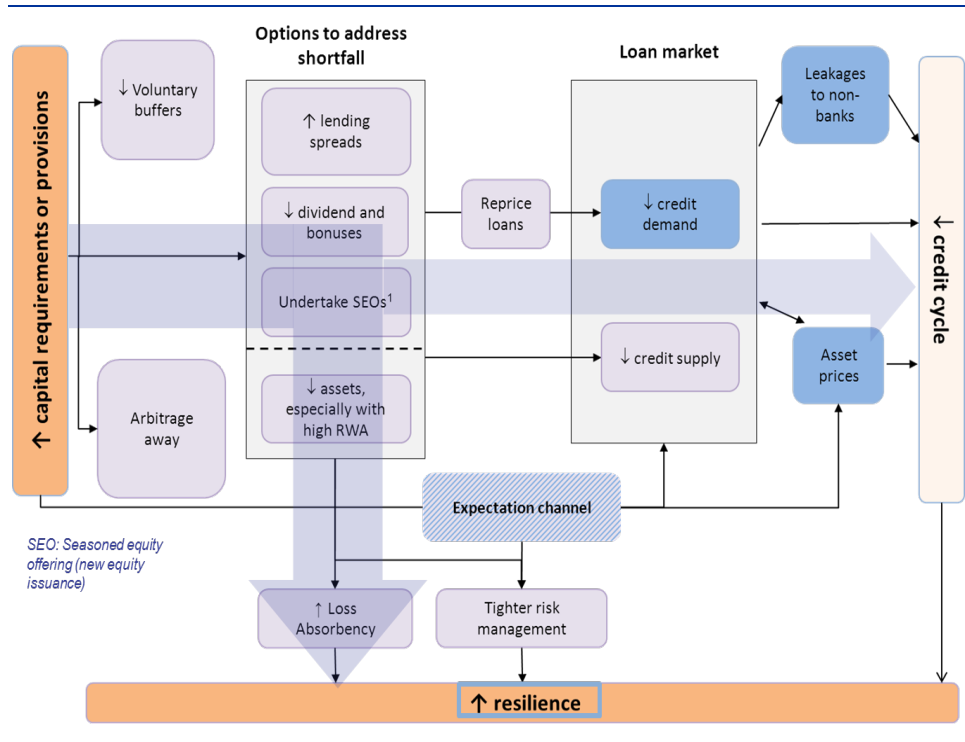 Options to address
shortfall
Loan market
↑ capital requirements or provisions
↓ Voluntary
buffers
↑ lending
spreads
↓ dividend and
bonuses
Undertake SEOs¹
↓ assets,
especially with
high RWA
Arbitrage
away
Reprice
loans
↓ credit
demand
↓ credit supply
Leakages
to non-
banks
Asset
prices
↓ credit cycle
Expectation channel
SEO: Seasoned equity
offering (new equity
issuance)
↑ Loss
Absorbency
Tighter risk
management
↑ resilience